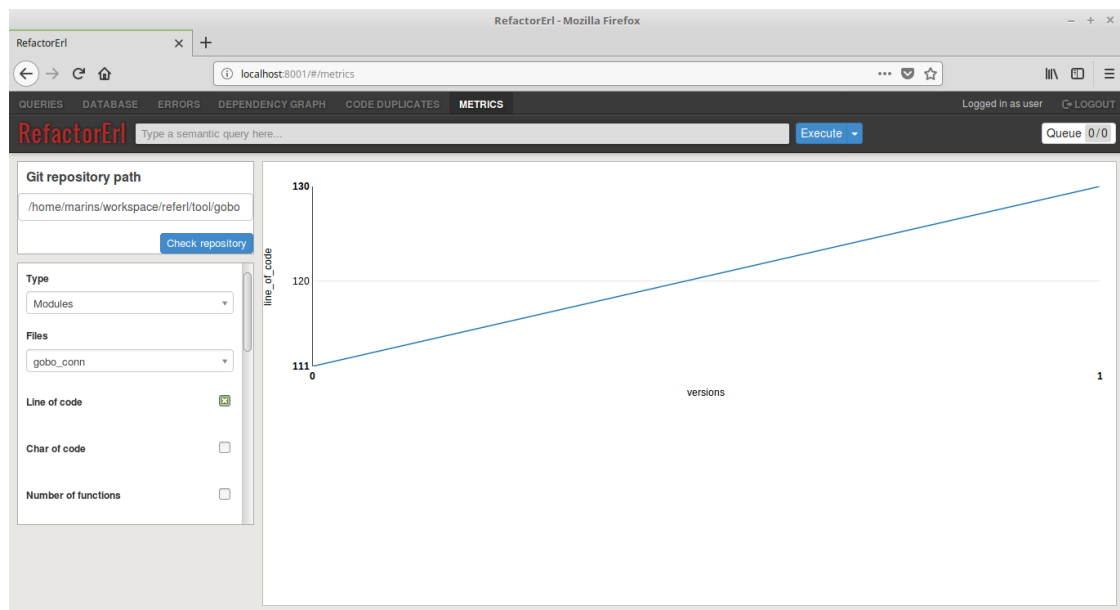 RefactorErl - Mozilla Firefox
RefactorErl
localhost:8001/#/metrics
QUERIES DATABASE ERRORS DEPENDENCY GRAPH CODE DUPLICATES METRICS Logged in as user LOGOUT
RefactorErl Type a semantic query here... Execute Queue 0/0
Git repository path
/home/marins/workspace/referl/tool/gobo
Check repository
Type
Modules
Files
gobo_conn
Line of code
Char of code
Number of functions
130
line_of_code
120
111
0 1
versions